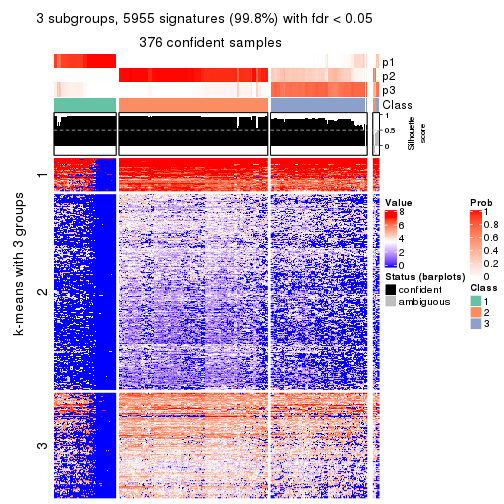 3 subgroups, 5955 signatures (99.8%) with fdr < 0.05
376 confident samples
p1
p2
p3
Class
1
0.5
0
Silhouette
score
k-means with 3 groups
1
2
3
Value
8
6
4
2
0
Status (barplots)
confident
ambiguous
Prob
1
0.8
0.6
0.4
0.2
0
Class
1
2
3